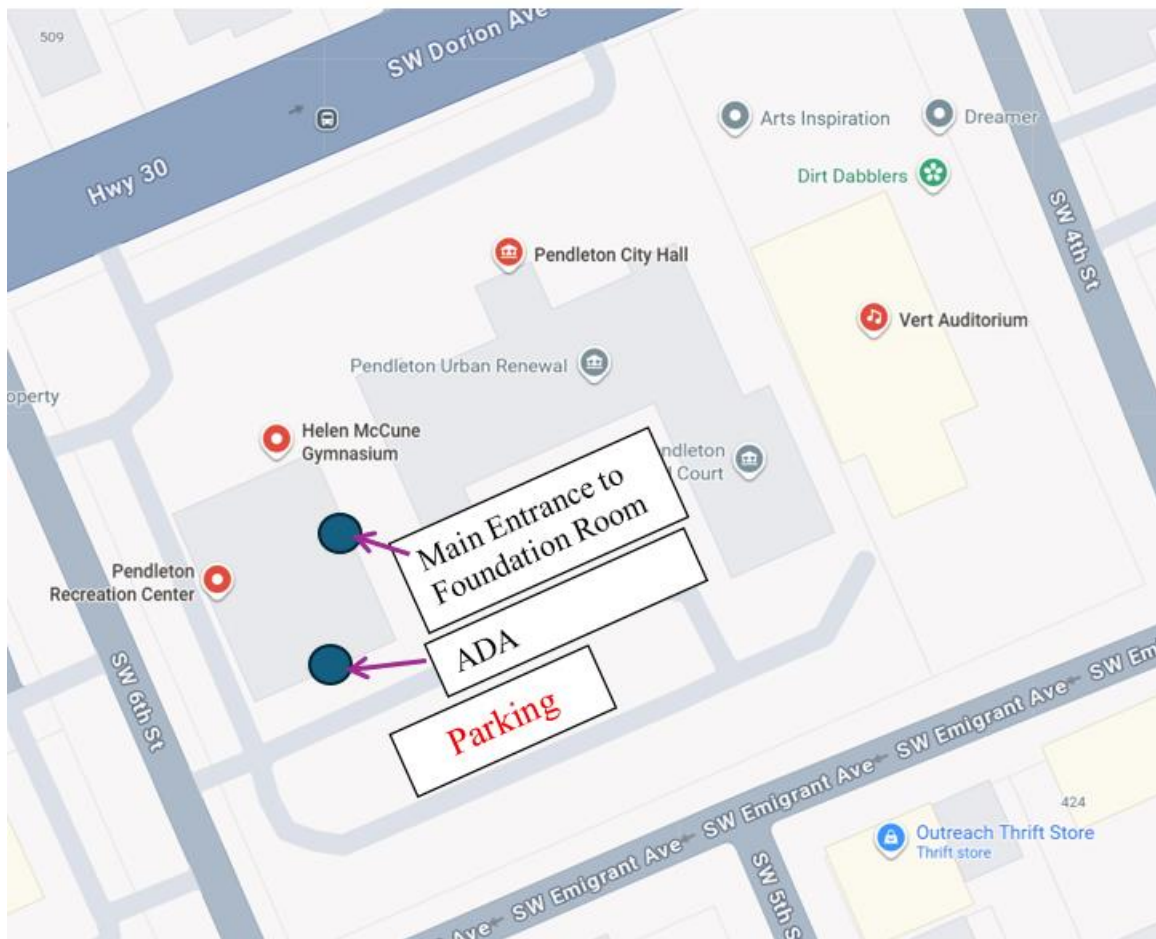 509
SW Dorion Ave
Hwy 30
Arts Inspiration
Dreamer
Dirt Dabblers
SW 4th St
Pendleton City Hall
Vert Auditorium
Pendleton Urban Renewal
operty
Helen McCune
Gymnasium
ndleton
Court
Main Entrance to
Foundation Room
Pendleton
Recreation Center
ADA
SW 6th St
Parking
SW Em
SW Emigrant Ave
SW Emigrant Ave
SW Emigrant Ave
SW Emigrant Ave
Ave
424
Outreach Thrift Store
Thrift store
SW 5th S